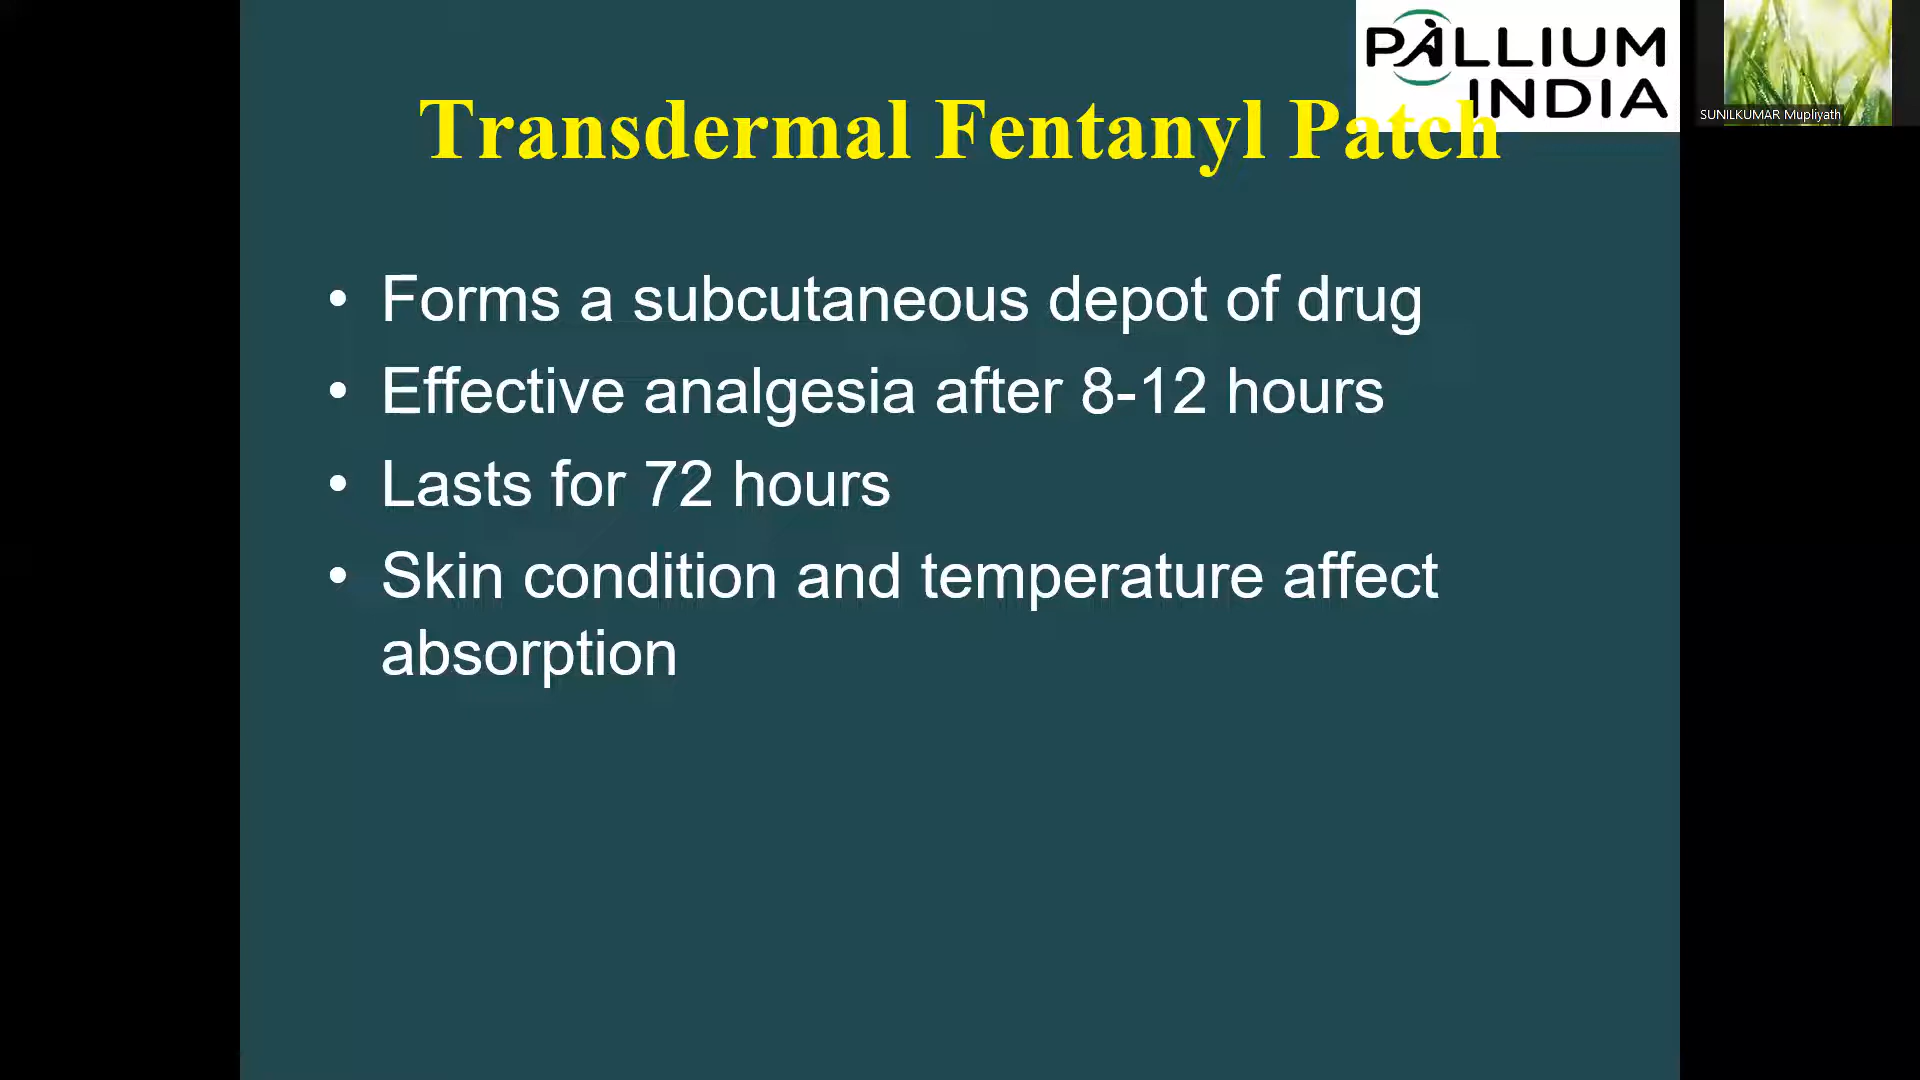 PALLIUM
INDIA
SUNILKUMAR Mupliyath
Transdermal Fentanyl Patch
• Forms a subcutaneous depot of drug
• Effective analgesia after 8-12 hours
• Lasts for 72 hours
• Skin condition and temperature affect
absorption